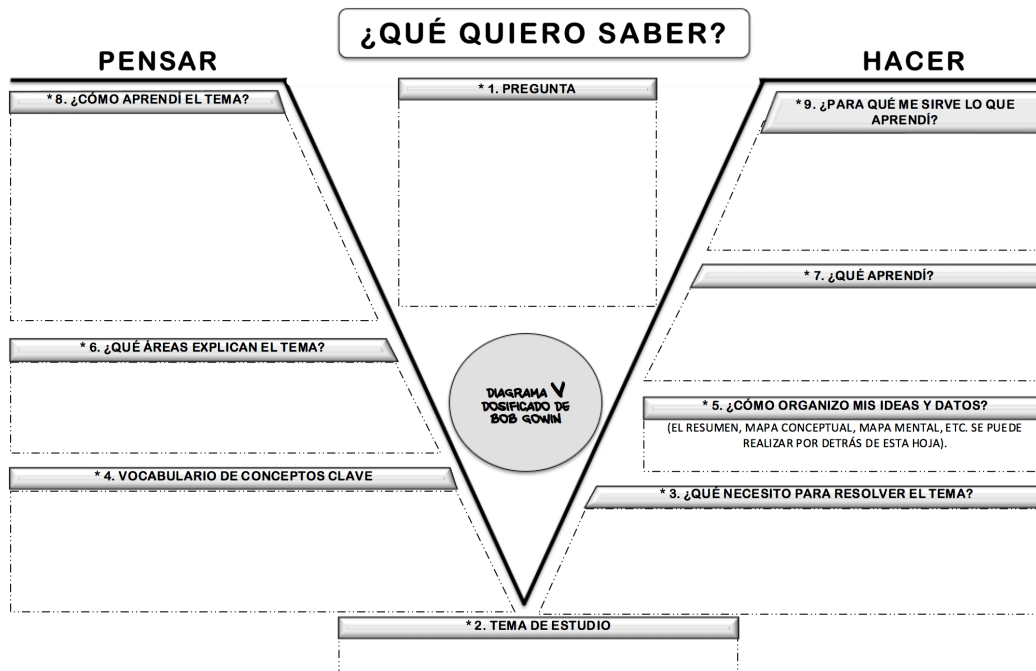 ¿QUÉ QUIERO SABER?
PENSAR
HACER
* 8. ¿CÓMO APRENDÍ EL TEMA?
* 1. PREGUNTA
* 9. ¿PARA QUÉ ME SIRVE LO QUE
APRENDÍ?
* 7. ¿QUÉ APRENDÍ?
* 6. ¿QUÉ ÁREAS EXPLICAN EL TEMA?
DIAGRAMA V
DOSIFICADO DE
BOB GOWIN
* 5. ¿CÓMO ORGANIZO MIS IDEAS Y DATOS?
(EL RESUMEN, MAPA CONCEPTUAL, MAPA MENTAL, ETC. SE PUEDE
REALIZAR POR DETRÁS DE ESTA HOJA).
* 4. VOCABULARIO DE CONCEPTOS CLAVE
* 3. ¿QUÉ NECESITO PARA RESOLVER EL TEMA?
* 2. TEMA DE ESTUDIO